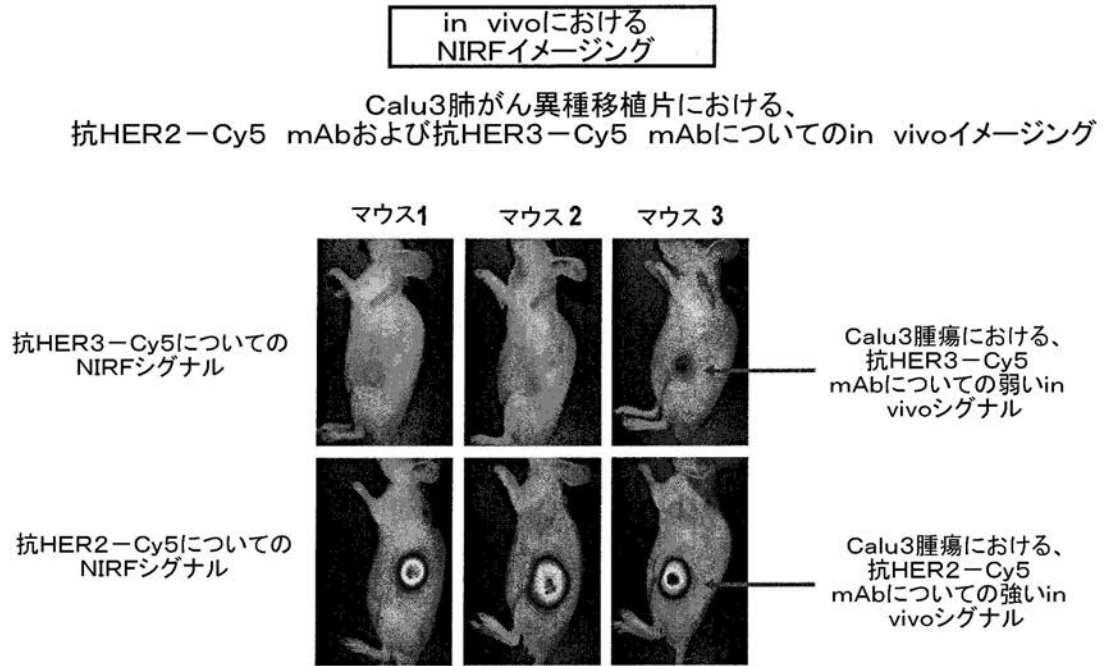 in vivoにおける
NIRFイメージング
Calu3肺がん異種移植片における、
抗HER2－Cy5 mAbおよび抗HER3－Cy5 mAbについてのin vivoイメージング
マウス1 マウス2 マウス 3
抗HER3－Cy5についての
NIRFシグナル
Calu3腫瘍における、
抗HER3－Cy5
mAbについての弱いin
vivoシグナル
抗HER2－Cy5についての
NIRFシグナル
Calu3腫瘍における、
抗HER2－Cy5
mAbについての強いin
vivoシグナル